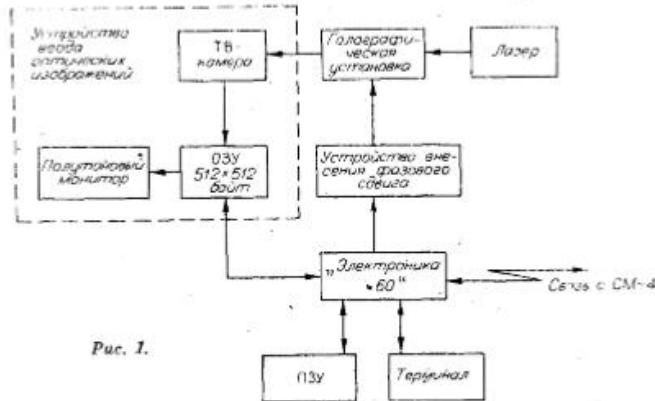 Устройство
ввода
оптических
изображений
ТВ-
камера
Голографи-
ческая
установка
Лазер
Полутоновый
монитор
ОЗУ
512×512
байт
Устройство вне-
сения фазового
сдвига
„Электроника
-60"
Связь с СМ-4
Рис. 1.
ПЗУ
Терминал